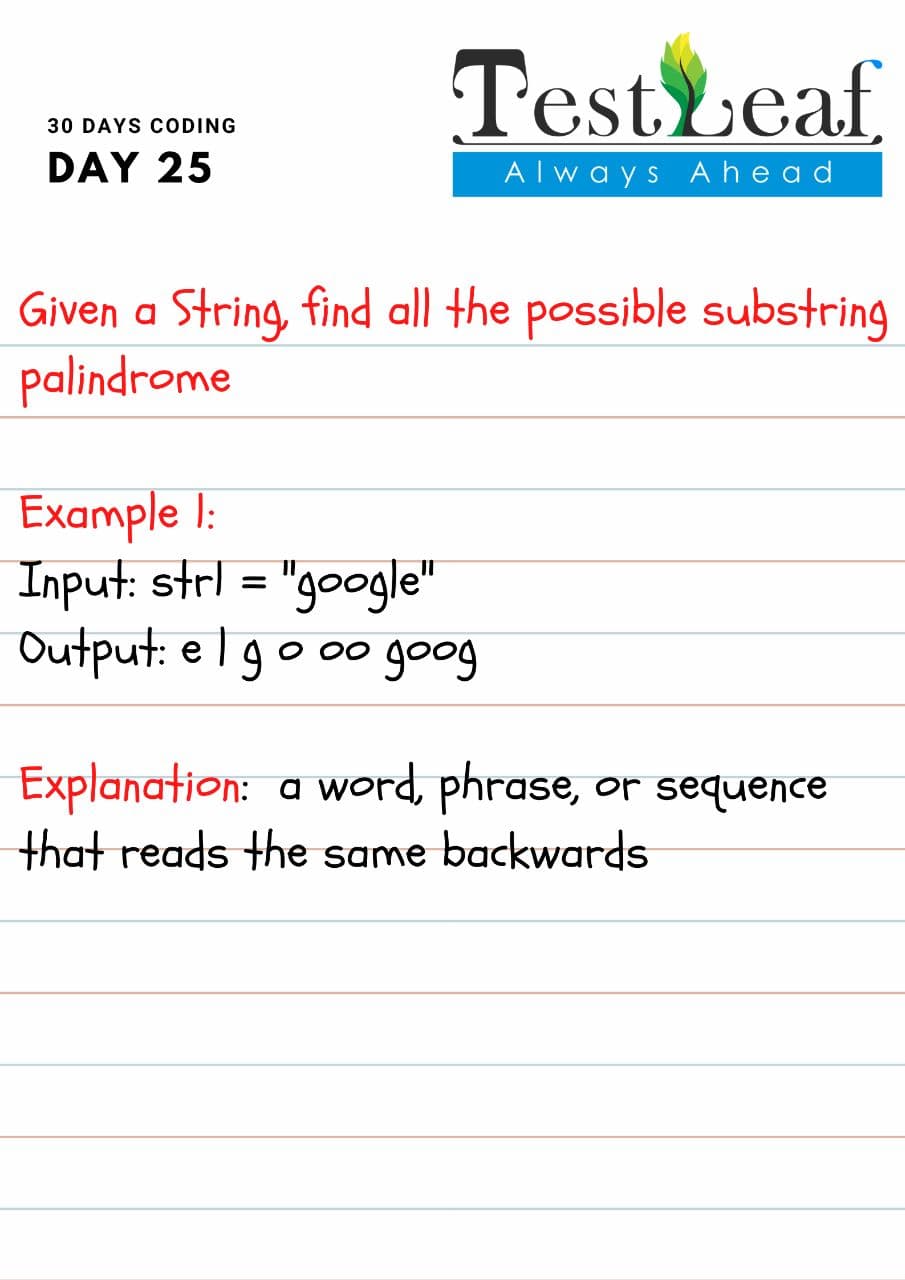 30 DAYS CODING
DAY 25
TestLeaf
Always Ahead
Given a String, find all the possible substring
palindrome
Example 1:
Input: str1 = "google"
Output: e l g o oo goog
Explanation: a word, phrase, or sequence
that reads the same backwards